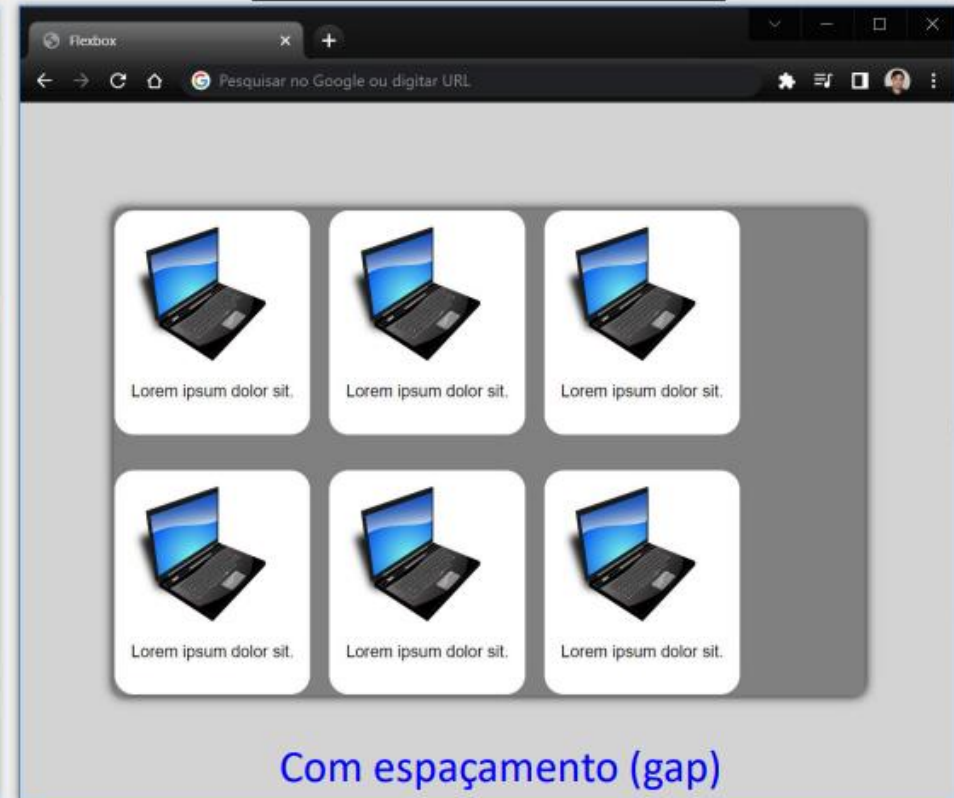 Flexbox
Pesquisar no Google ou digitar URL
Lorem ipsum dolor sit. Lorem ipsum dolor sit. Lorem ipsum dolor sit.
Lorem ipsum dolor sit. Lorem ipsum dolor sit. Lorem ipsum dolor sit.
Com espaçamento (gap)